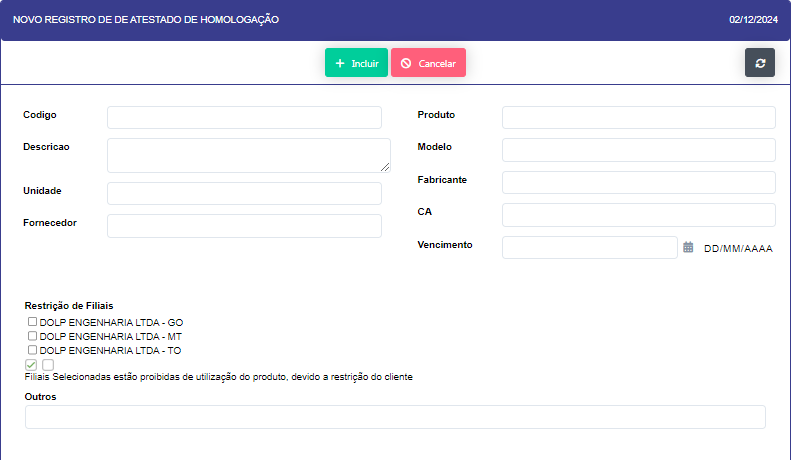 NOVO REGISTRO DE DE ATESTADO DE HOMOLOGAÇÃO 02/12/2024
Incluir Cancelar
Codigo
Descricao
Unidade
Fornecedor
Produto
Modelo
Fabricante
CA
Vencimento DD/MM/AAAA
Restrição de Filiais
DOLP ENGENHARIA LTDA - GO
DOLP ENGENHARIA LTDA - MT
DOLP ENGENHARIA LTDA - TO
Filiais Selecionadas estão proibidas de utilização do produto, devido a restrição do cliente
Outros